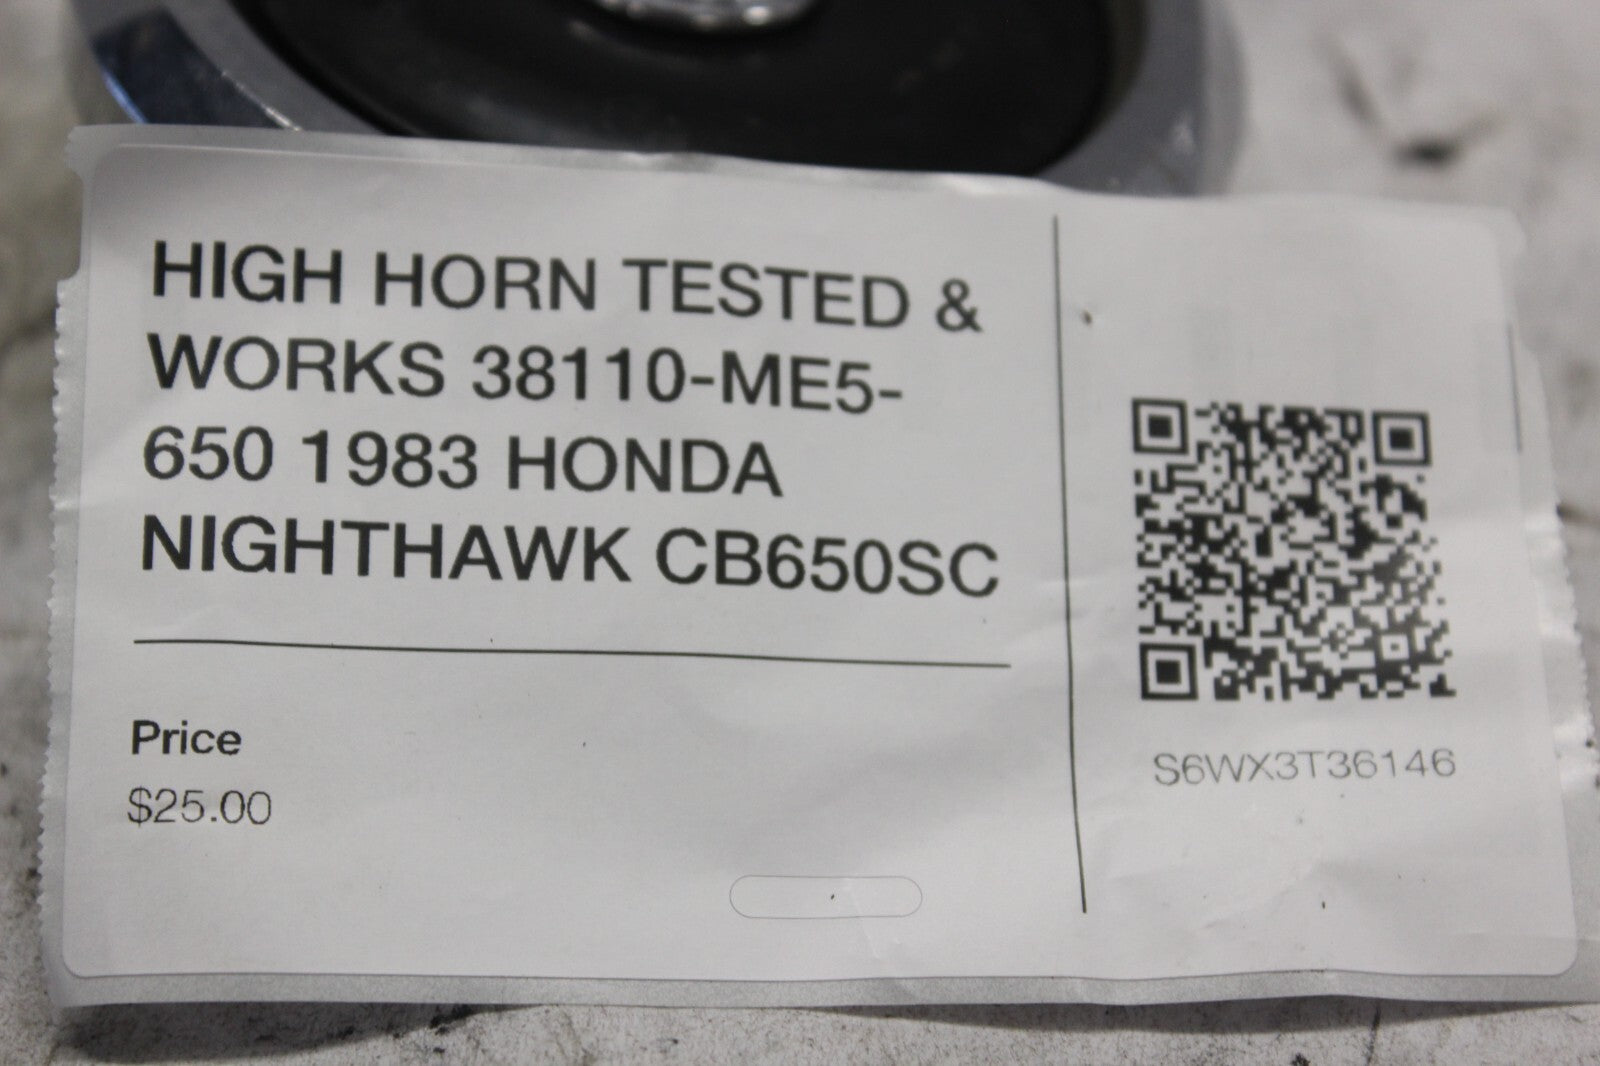 HIGH HORN TESTED &
WORKS 38110-ME5-
650 1983 HONDA
NIGHTHAWK CB650SC
Price
$25.00
S6WX3T36146